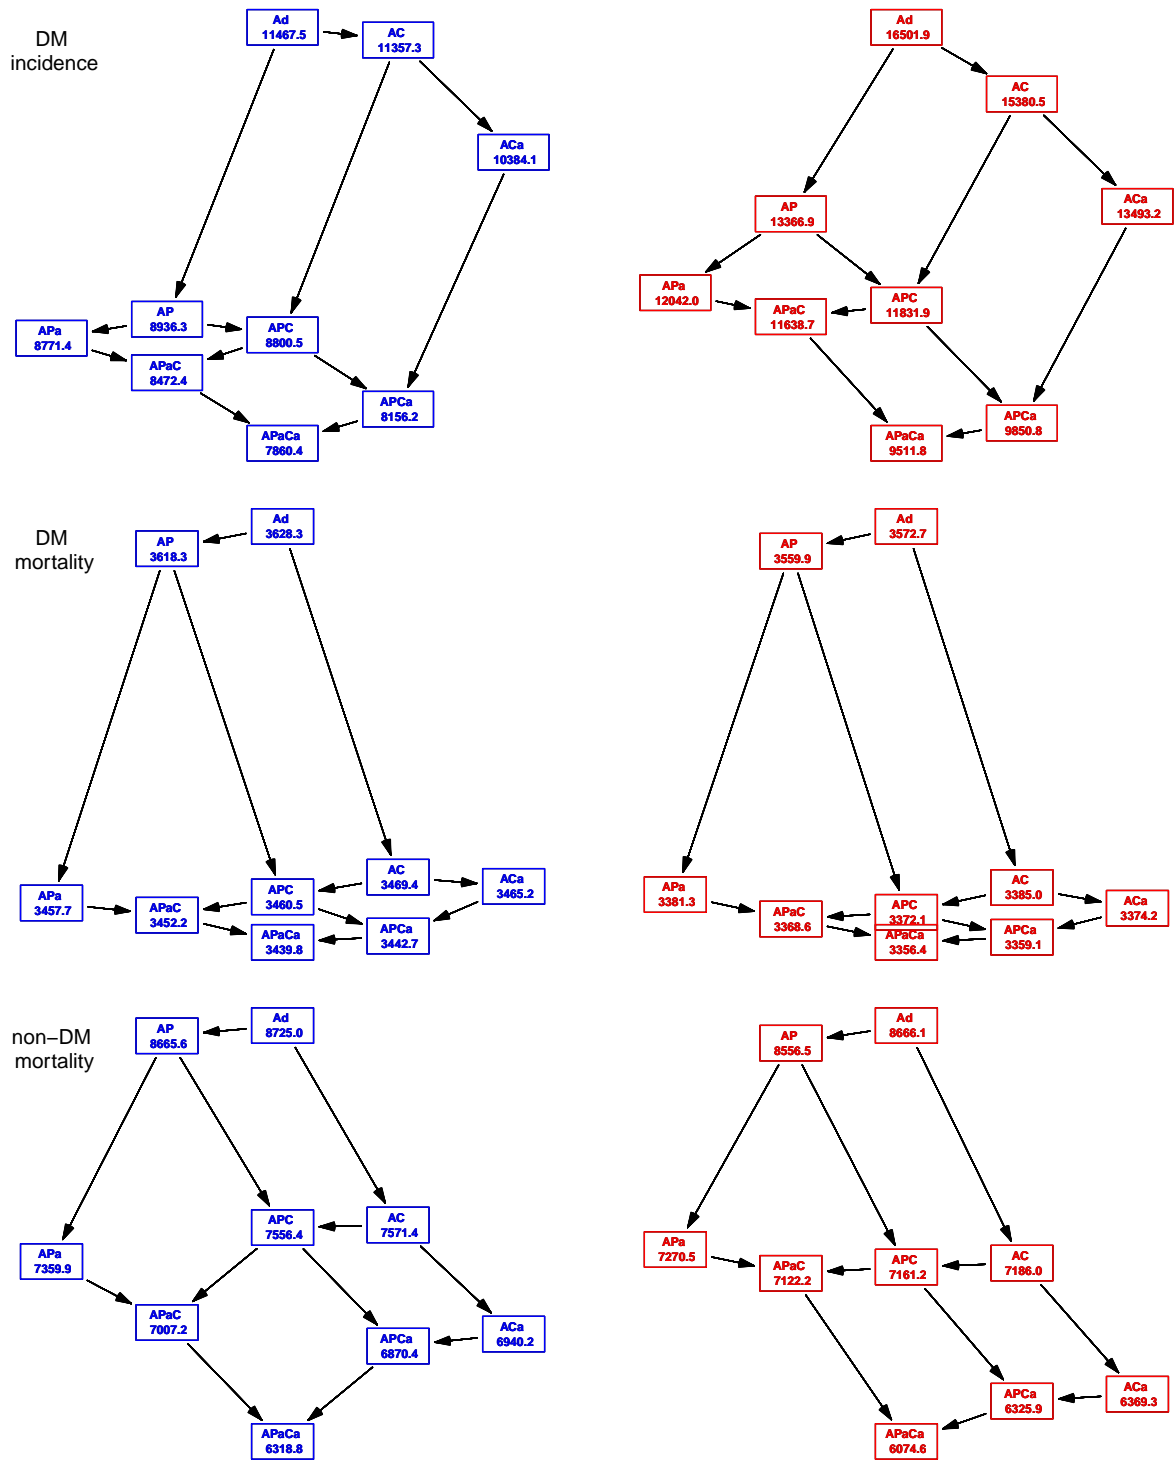 DM
incidence
Ad
11467.5
AC
11357.3
ACa
10384.1
AP
8936.3
APa
8771.4
APC
8800.5
APaC
8472.4
APCa
8156.2
APaCa
7860.4
Ad
16501.9
AC
15380.5
ACa
13493.2
AP
13366.9
APa
12042.0
APC
11831.9
APaC
11638.7
APCa
9850.8
APaCa
9511.8
DM
mortality
Ad
3628.3
AP
3618.3
AC
3469.4
ACa
3465.2
APC
3460.5
APa
3457.7
APaC
3452.2
APCa
3442.7
APaCa
3439.8
Ad
3572.7
AP
3559.9
AC
3385.0
APa
3381.3
ACa
3374.2
APC
3372.1
APaC
3368.6
APCa
3359.1
APaCa
3356.4
non−DM
mortality
Ad
8725.0
AP
8665.6
AC
7571.4
APC
7556.4
APa
7359.9
APaC
7007.2
ACa
6940.2
APCa
6870.4
APaCa
6318.8
Ad
8666.1
AP
8556.5
APa
7270.5
AC
7186.0
APC
7161.2
APaC
7122.2
ACa
6369.3
APCa
6325.9
APaCa
6074.6